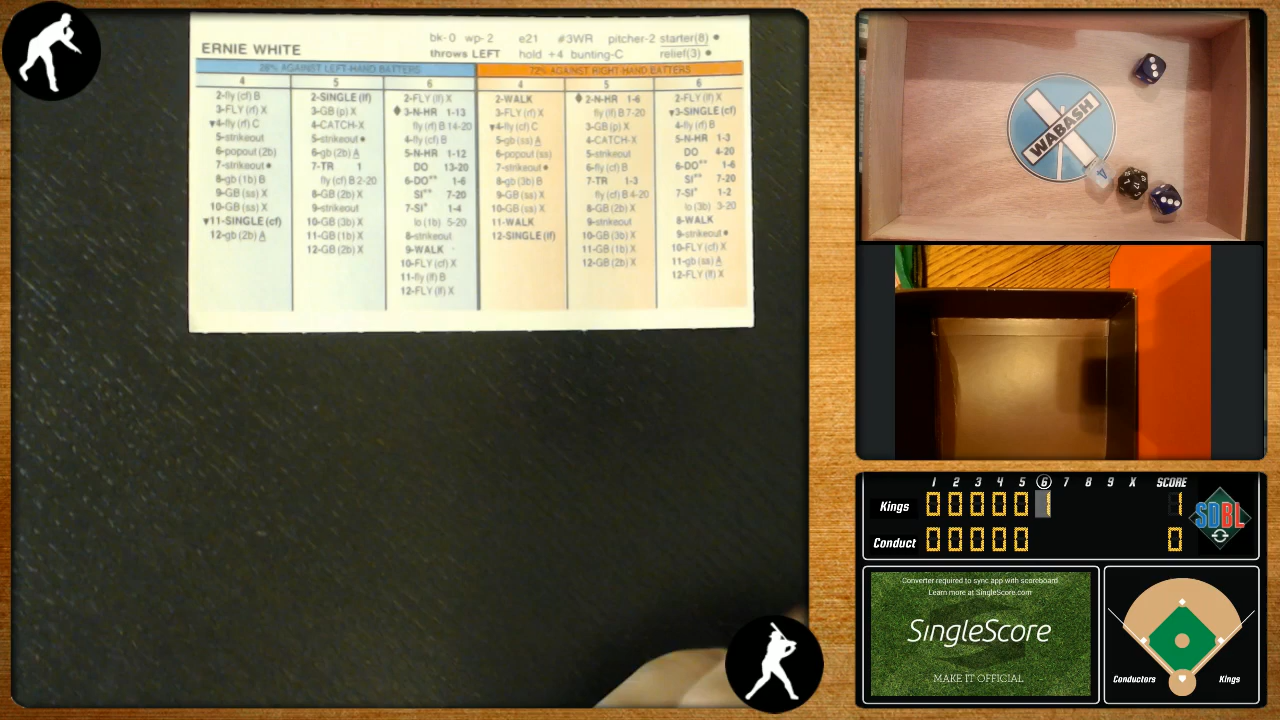 ERNIE WHITE
bk- 0 wp- 2 e21 #3WR pitcher-2 starter(8) ●
throws LEFT hold +4 bunting-C relief(3) ●
28% AGAINST LEFT-HAND BATTERS
4
2-fly (cf) B
3-FLY (rf) X
▼4-fly (rf) C
5-strikeout
6-popout (2b)
7-strikeout ●
8-gb (1b) B
9-GB (ss) X
10-GB (ss) X
▼11-SINGLE (cf)
12-gb (2b) A
5
2-SINGLE (lf)
3-GB (p) X
4-CATCH-X
5-strikeout ●
6-gb (2b) A
7-TR 1
fly (cf) B 2-20
8-GB (2b) X
9-strikeout
10-GB (3b) X
11-GB (1b) X
12-GB (2b) X
6
2-FLY (lf) X
♦ 3-N-HR 1-13
fly (rf) B 14-20
4-fly (cf) B
5-N-HR 1-12
DO 13-20
6-DO** 1-6
SI** 7-20
7-SI* 1-4
lo (1b) 5-20
8-strikeout
9-WALK
10-FLY (cf) X
11-fly (lf) B
12-FLY (lf) X
72% AGAINST RIGHT-HAND BATTERS
4
2-WALK
3-FLY (rf) X
▼4-fly (cf) C
5-gb (ss) A
6-popout (ss)
7-strikeout ●
8-gb (3b) B
9-GB (ss) X
10-GB (ss) X
11-WALK
12-SINGLE (lf)
5
♦ 2-N-HR 1-6
fly (lf) B 7-20
3-GB (p) X
4-CATCH-X
5-strikeout
6-fly (cf) B
7-TR 1-3
fly (cf) B 4-20
8-GB (2b) X
9-strikeout
10-GB (3b) X
11-GB (1b) X
12-GB (2b) X
6
2-FLY (lf) X
▼3-SINGLE (cf)
4-fly (rf) B
5-N-HR 1-3
DO 4-20
6-DO** 1-6
SI** 7-20
7-SI* 1-2
lo (3b) 3-20
8-WALK
9-strikeout ●
10-FLY (cf) X
11-gb (ss) A
12-FLY (lf) X
WABASH
4
1 2 3 4 5 6 7 8 9 X SCORE
Kings 0 0 0 0 0 1 1
Conduct 0 0 0 0 0 0
SDBL
Converter required to sync app with scoreboard
Learn more at SingleScore.com
SingleScore
MAKE IT OFFICIAL
Conductors Kings